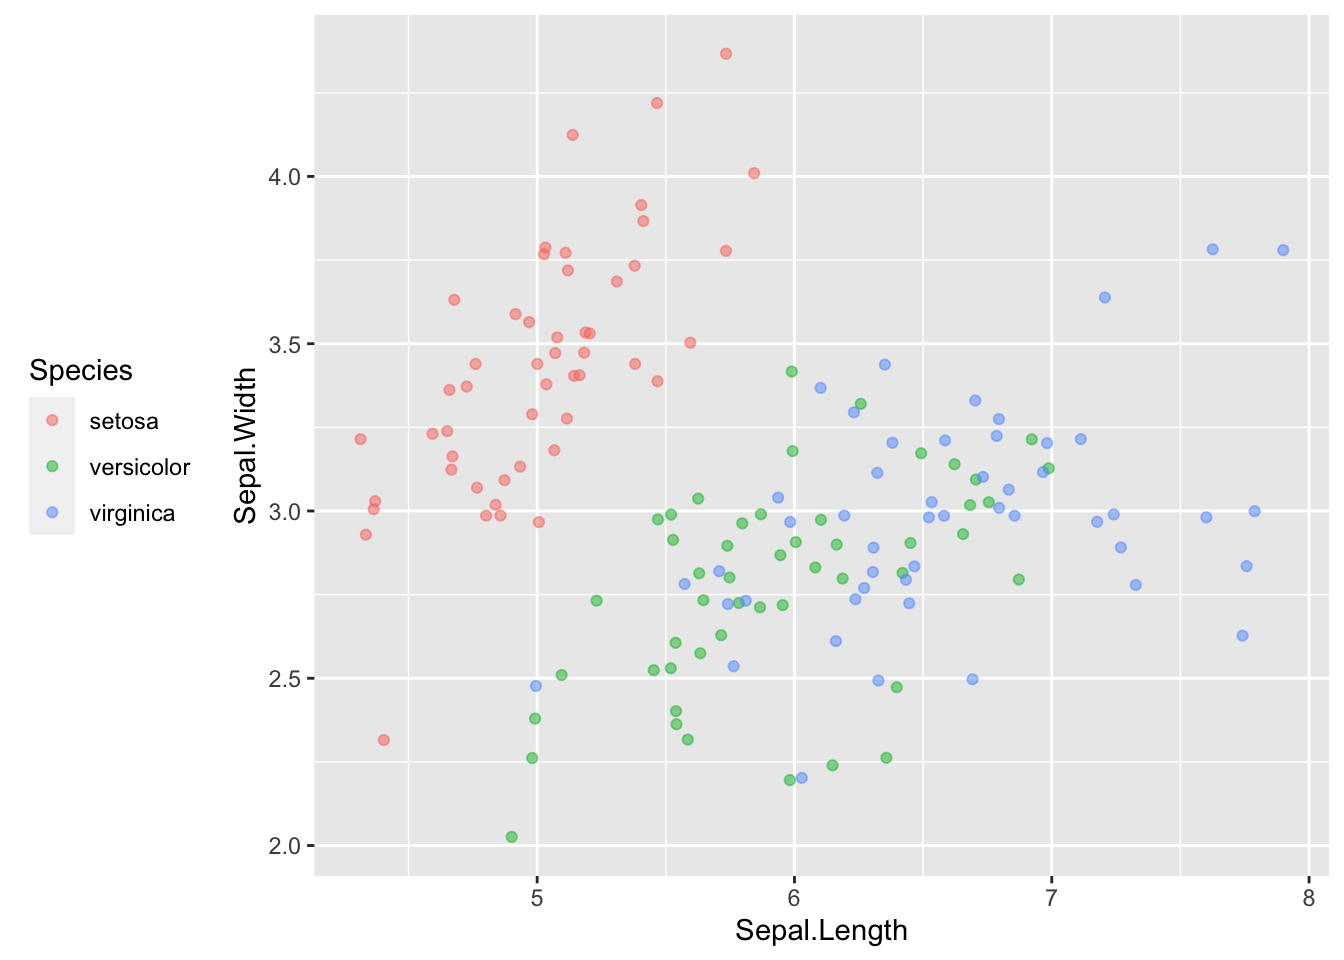 Species
setosa
versicolor
virginica
Sepal.Width
4.0
3.5
3.0
2.5
2.0
5 6 7 8
Sepal.Length